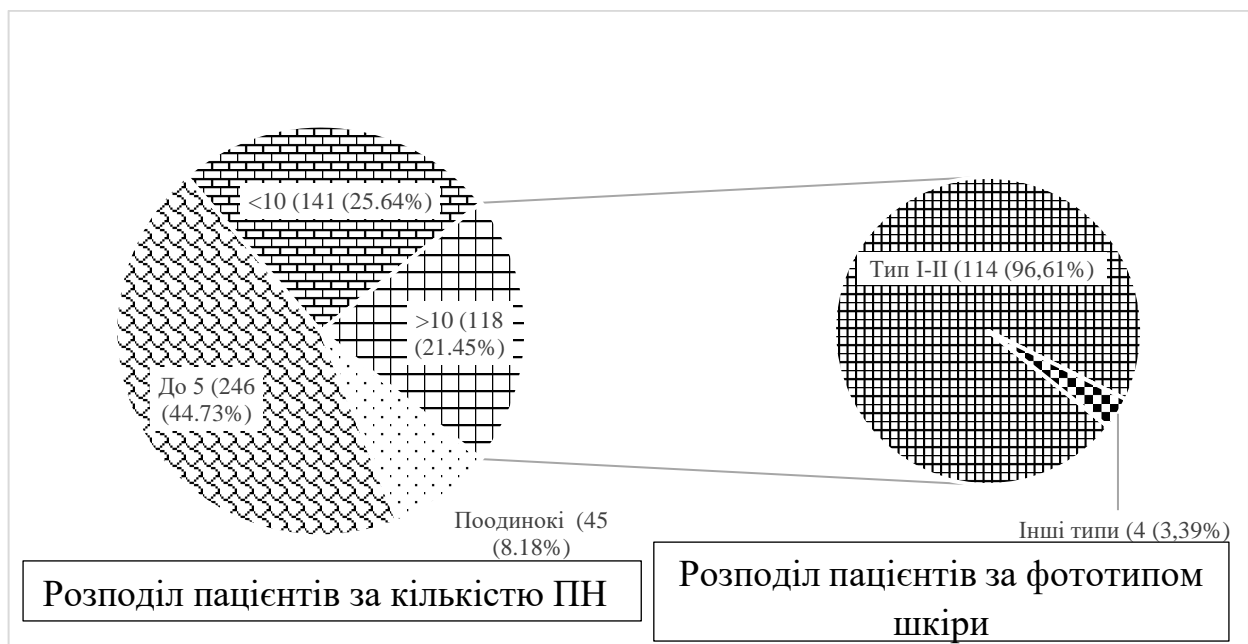 <10 (141 (25.64%)
>10 (118
(21.45%)
До 5 (246
(44.73%)
Поодинокі (45
(8.18%)
Розподіл пацієнтів за кількістю ПН
Тип I-II (114 (96,61%)
Інші типи (4 (3,39%)
Розподіл пацієнтів за фототипом
шкіри